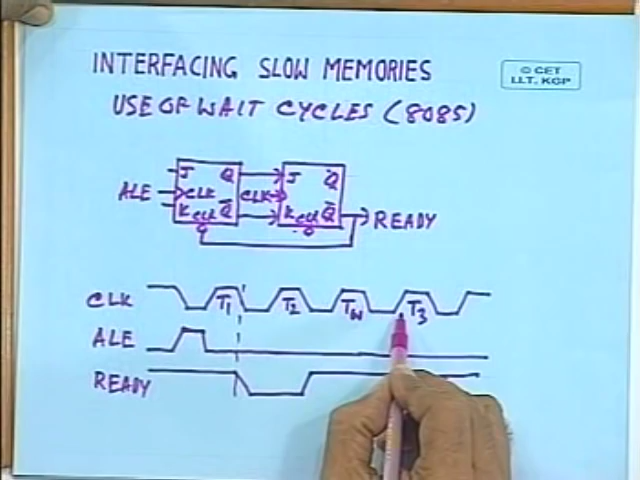 INTERFACING SLOW MEMORIES
© CET
I.I.T. KGP
USE OF WAIT CYCLES (8085)
J Q J Q
ALE CLK CLK
K CLR Q K CLR Q READY
CLK T1 T2 TW T3
ALE
READY